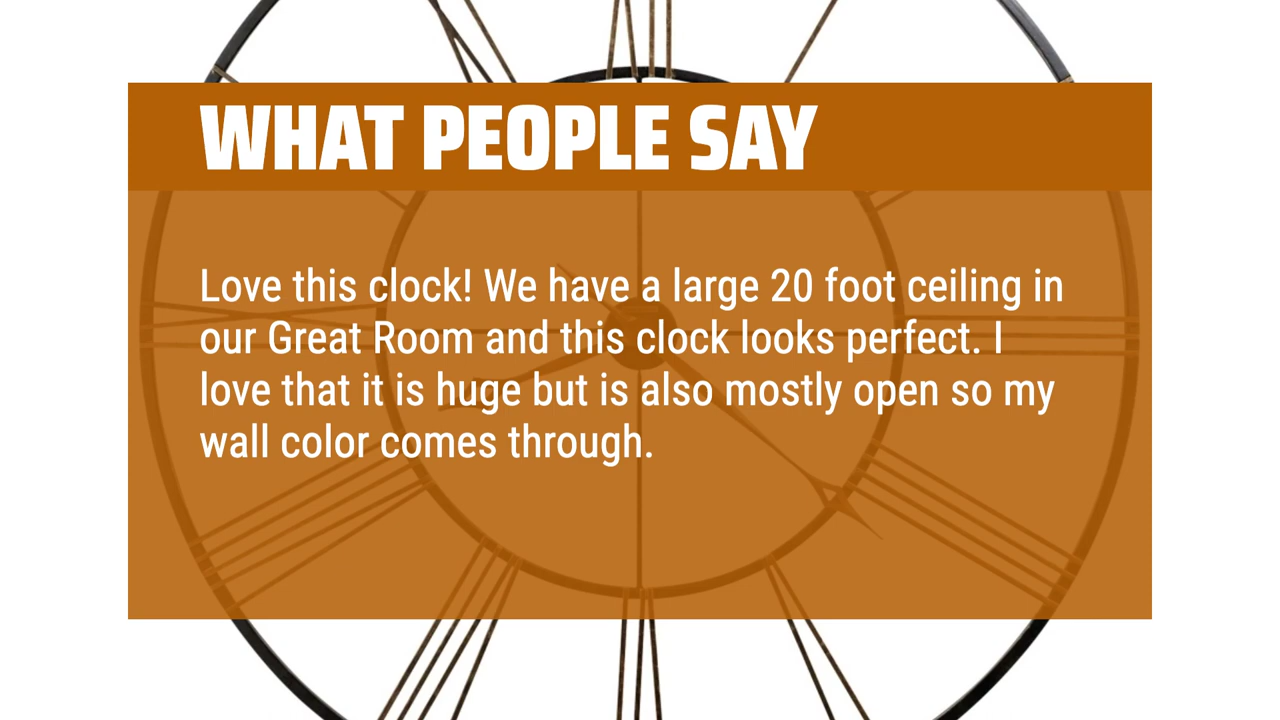 WHAT PEOPLE SAY
Love this clock! We have a large 20 foot ceiling in
our Great Room and this clock looks perfect. I
love that it is huge but is also mostly open so my
wall color comes through.